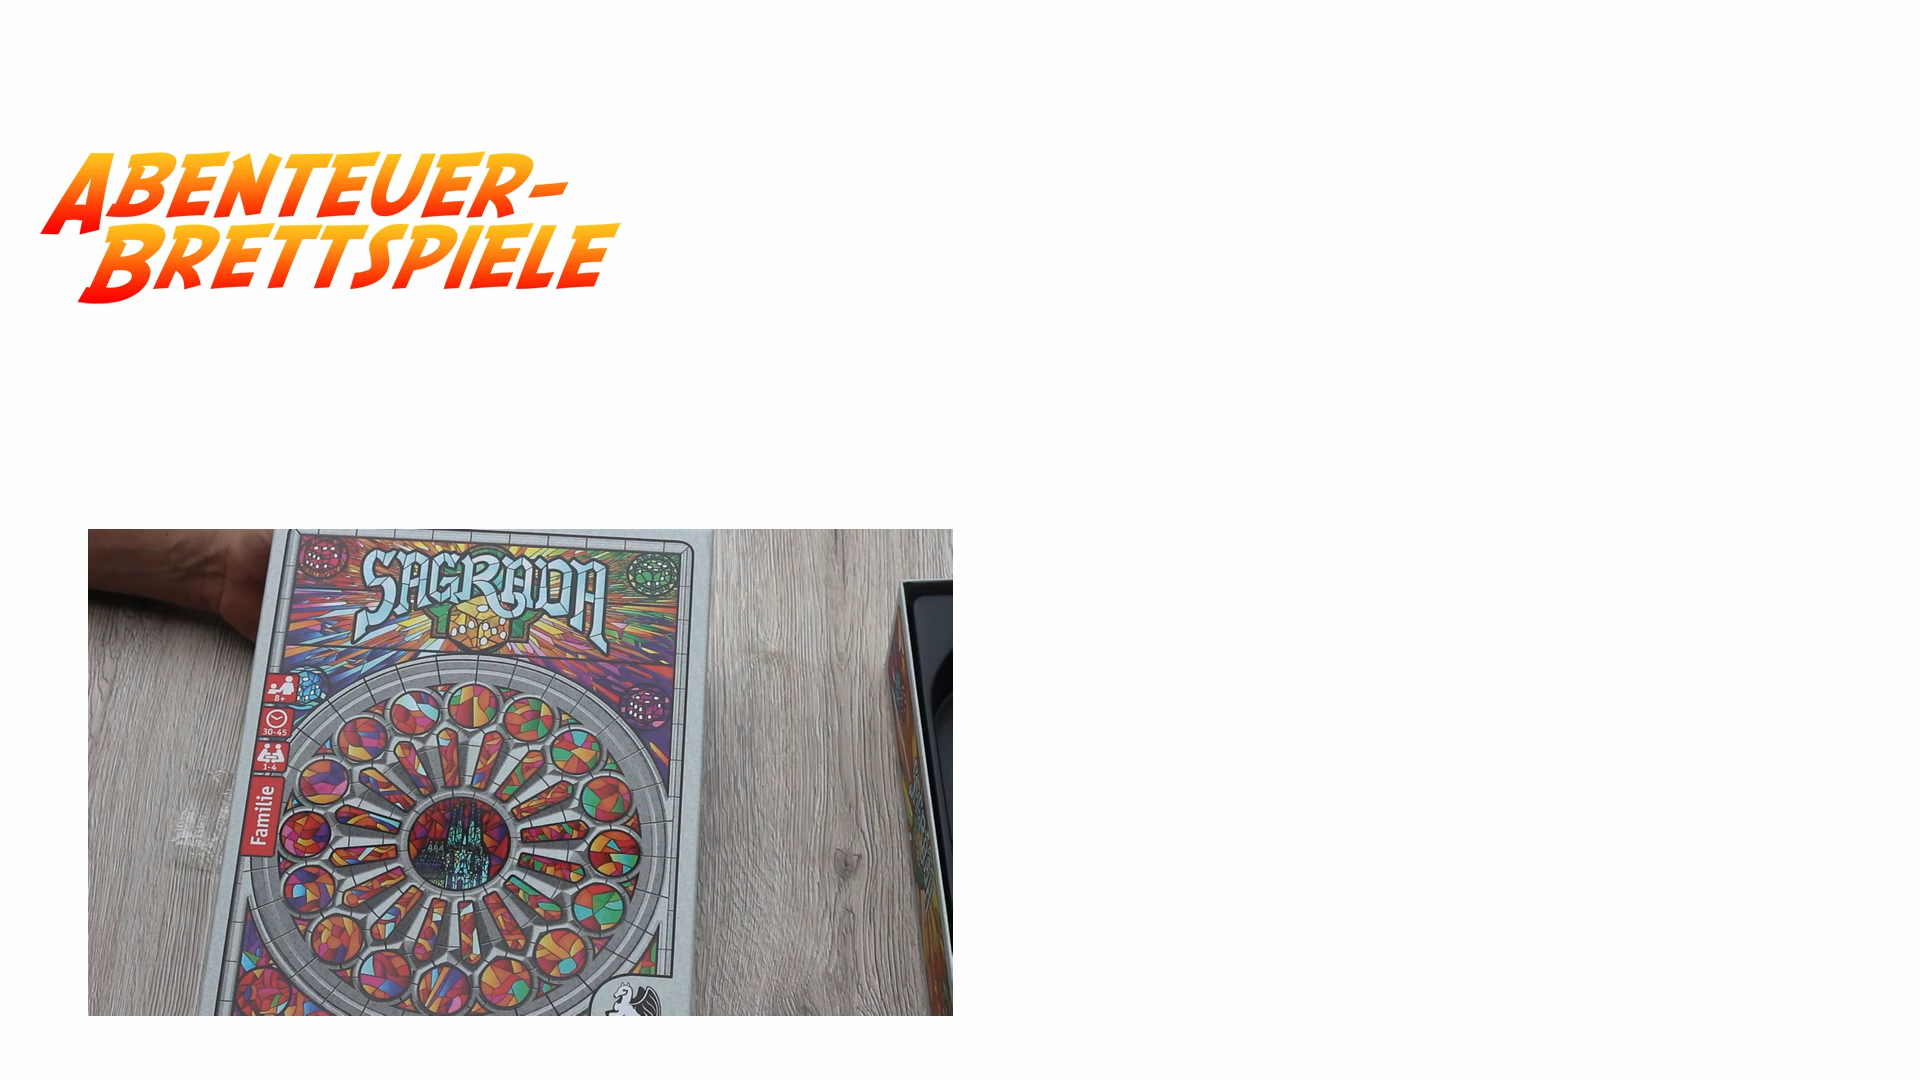 ABENTEUER-
BRETTSPIELE
SAGRADA
8+
30-45
1-4
Familie